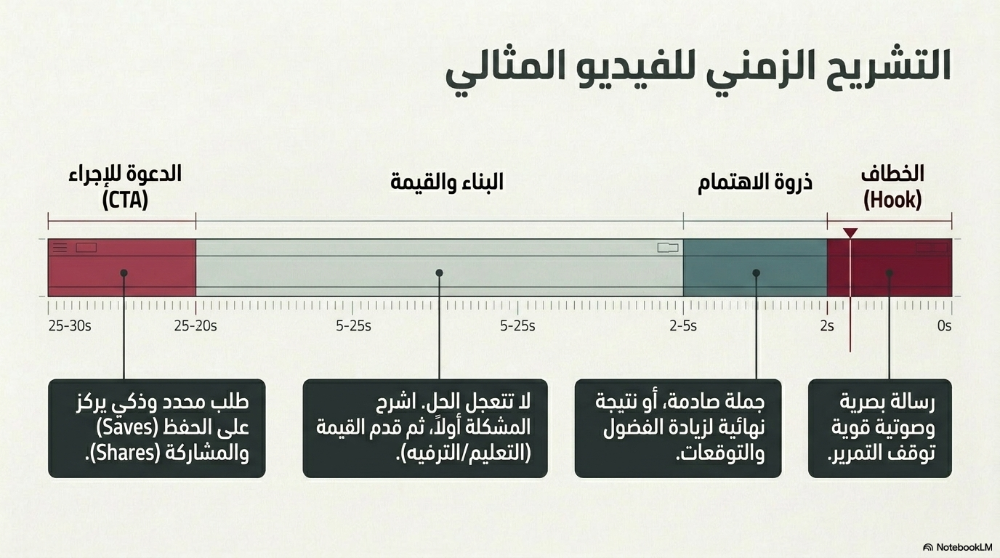 التشريح الزمني للفيديو المثالي
الخطاف
(Hook)
ذروة الاهتمام
البناء والقيمة
الدعوة للإجراء
(CTA)
0s
2s
2-5s
5-25s
5-25s
25-20s
25-30s
رسالة بصرية
وصوتية قوية
توقف التمرير.
جملة صادمة، أو نتيجة
نهائية لزيادة الفضول
والتوقعات.
لا تتعجل الحل. اشرح
المشكلة أولاً، ثم قدم القيمة
(التعليم/الترفيه).
طلب محدد وذكي يركز
على الحفظ (Saves)
والمشاركة (Shares).
NotebookLM